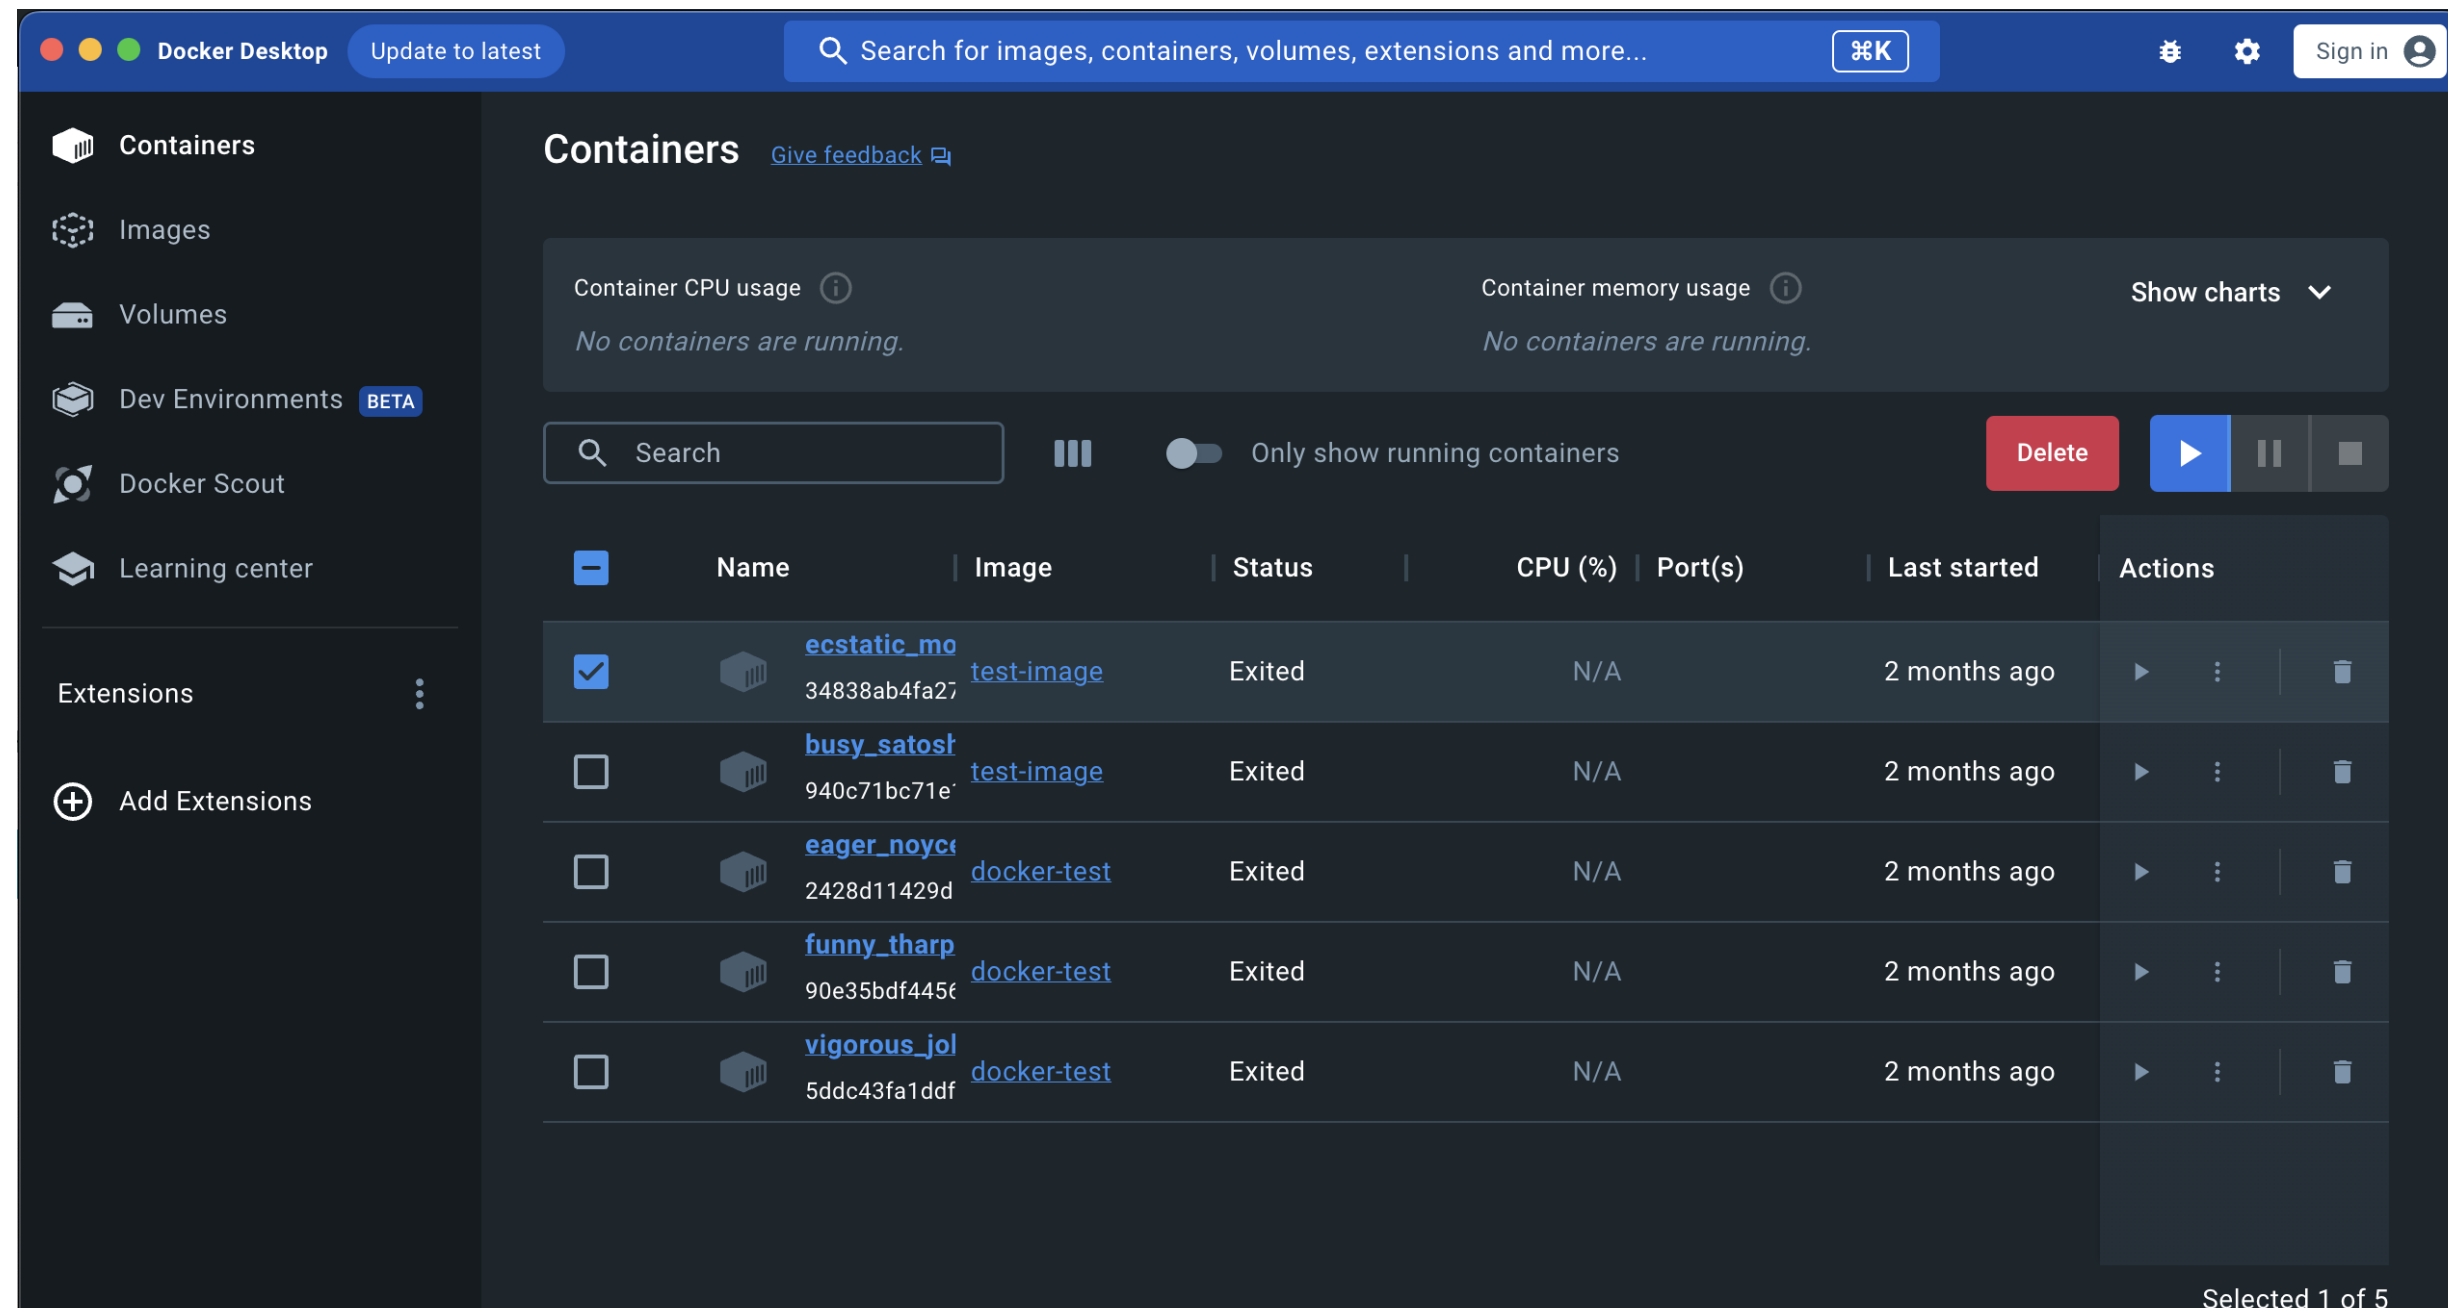 Docker Desktop Update to latest Search for images, containers, volumes, extensions and more... ⌘K Sign in
Containers
Images
Volumes
Dev Environments BETA
Docker Scout
Learning center
Extensions
Add Extensions
Containers Give feedback
Container CPU usage Container memory usage Show charts
No containers are running. No containers are running.
Search Only show running containers Delete
Name Image Status CPU (%) Port(s) Last started Actions
ecstatic_mo
34838ab4fa27 test-image Exited N/A 2 months ago
busy_satosh
940c71bc71e test-image Exited N/A 2 months ago
eager_noyce
2428d11429d docker-test Exited N/A 2 months ago
funny_tharp
90e35bdf4456 docker-test Exited N/A 2 months ago
vigorous_jol
5ddc43fa1ddf docker-test Exited N/A 2 months ago
Selected 1 of 5